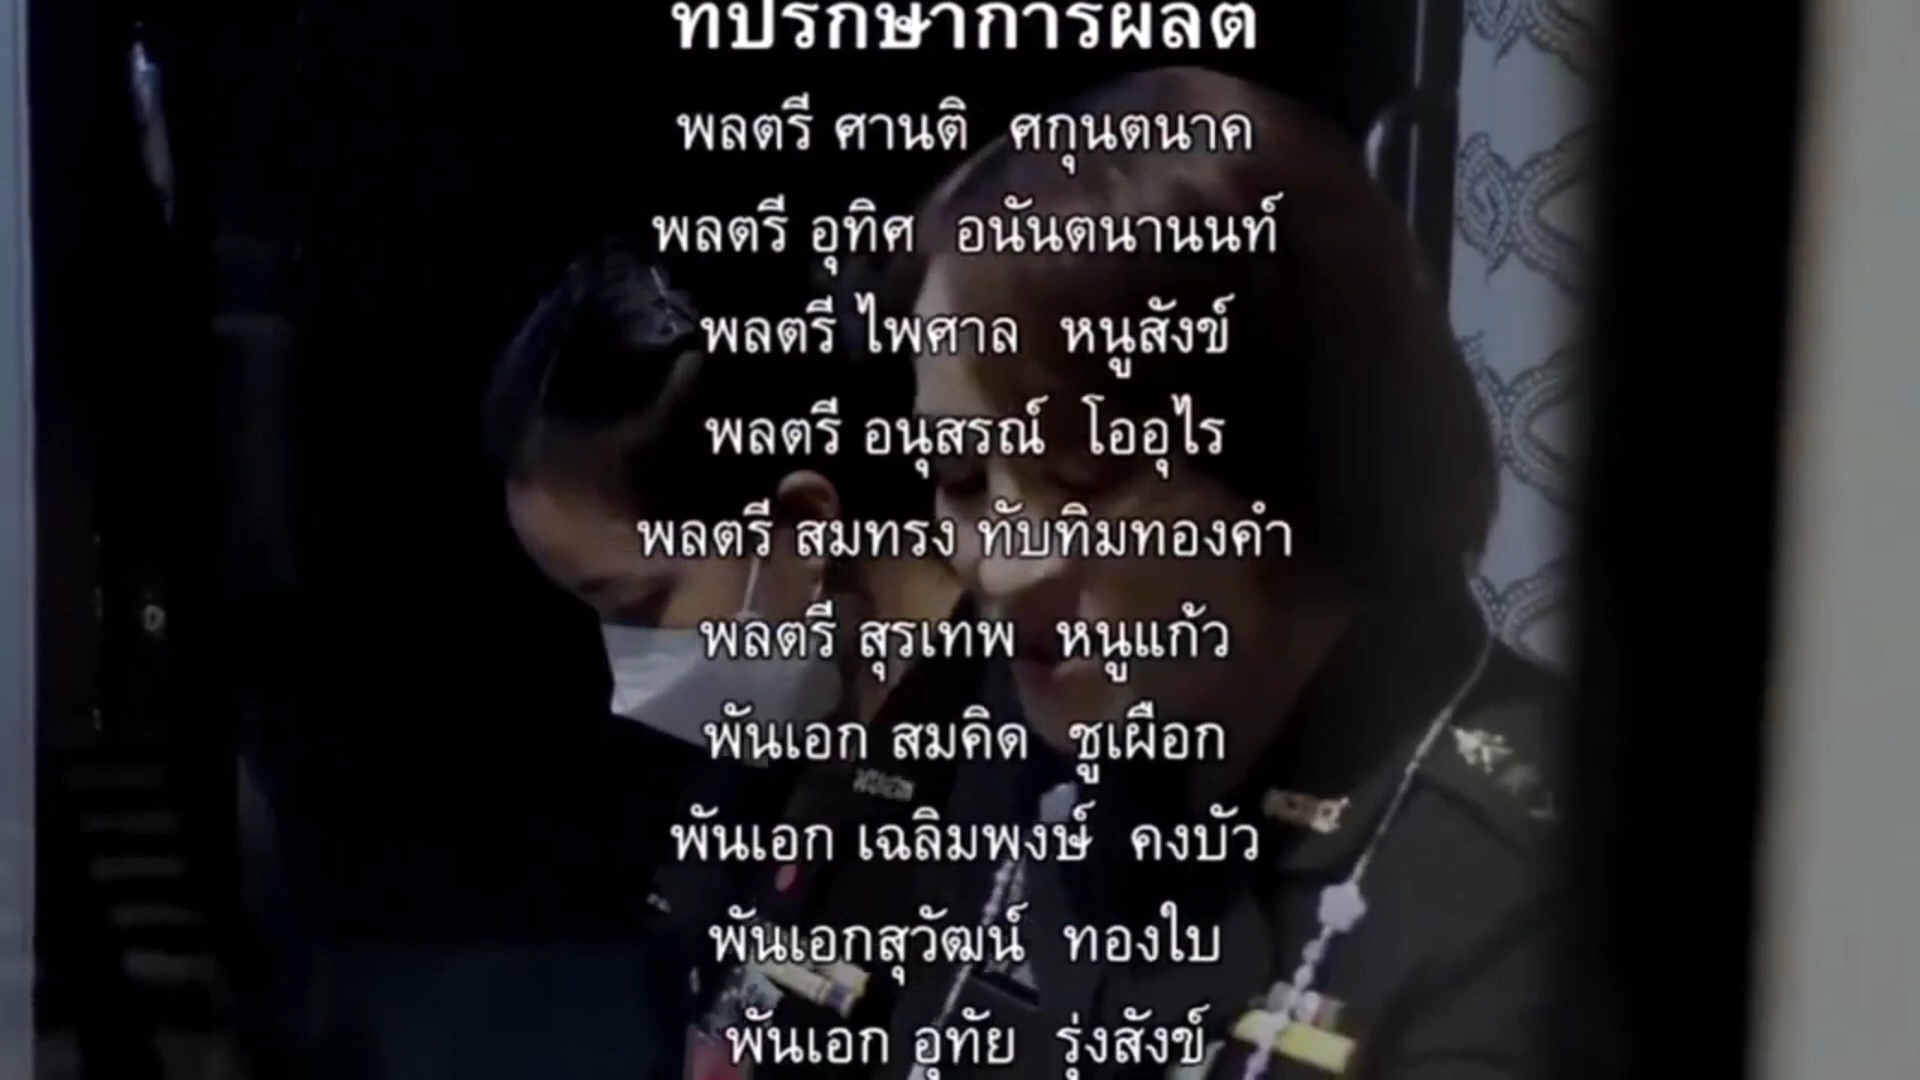 ที่ปรึกษาการผลิต
พลตรี ศานติ ศกุนตนาค
พลตรี อุทิศ อนันตนานนท์
พลตรี ไพศาล หนูสังข์
พลตรี อนุสรณ์ โออุไร
พลตรี สมทรง ทับทิมทองคำ
พลตรี สุรเทพ หนูแก้ว
พันเอก สมคิด ชูเผือก
พันเอก เฉลิมพงษ์ คงบัว
พันเอกสุวัฒน์ ทองใบ
พันเอก อุทัย รุ่งสังข์